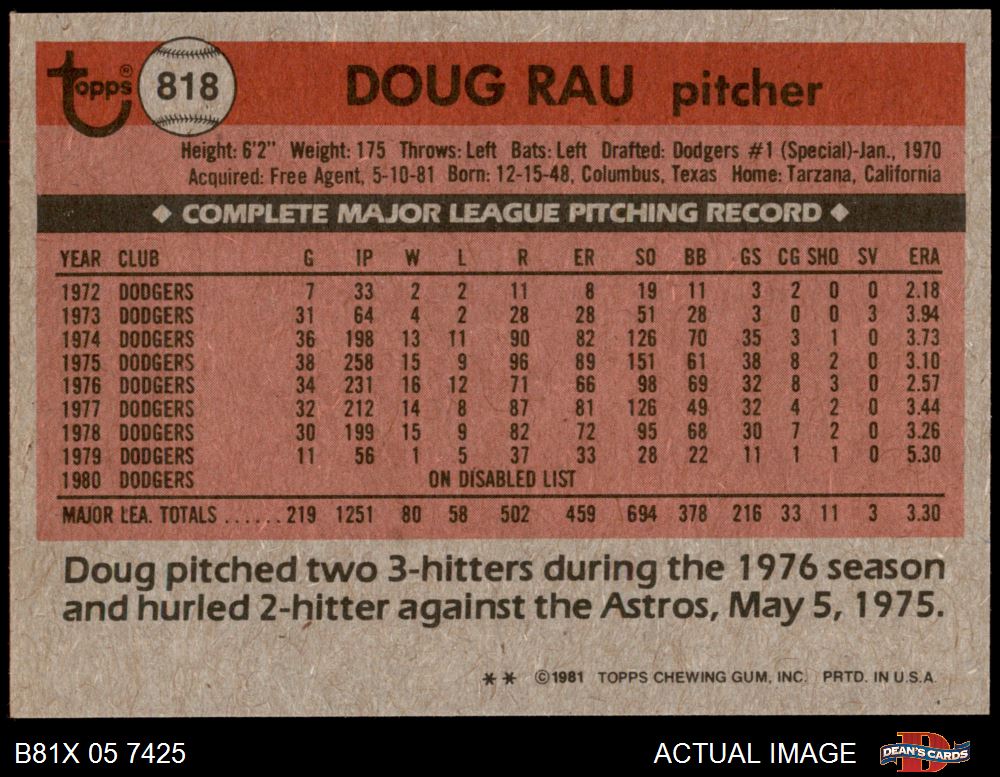 topps® 818 DOUG RAU pitcher
Height: 6'2" Weight: 175 Throws: Left Bats: Left Drafted: Dodgers #1 (Special)-Jan., 1970
Acquired: Free Agent, 5-10-81 Born: 12-15-48, Columbus, Texas Home: Tarzana, California
◆ COMPLETE MAJOR LEAGUE PITCHING RECORD ◆
YEAR CLUB G IP W L R ER SO BB GS CG SHO SV ERA
1972 DODGERS 7 33 2 2 11 8 19 11 3 2 0 0 2.18
1973 DODGERS 31 64 4 2 28 28 51 28 3 0 0 3 3.94
1974 DODGERS 36 198 13 11 90 82 126 70 35 3 1 0 3.73
1975 DODGERS 38 258 15 9 96 89 151 61 38 8 2 0 3.10
1976 DODGERS 34 231 16 12 71 66 98 69 32 8 3 0 2.57
1977 DODGERS 32 212 14 8 87 81 126 49 32 4 2 0 3.44
1978 DODGERS 30 199 15 9 82 72 95 68 30 7 2 0 3.26
1979 DODGERS 11 56 1 5 37 33 28 22 11 1 1 0 5.30
1980 DODGERS ON DISABLED LIST
MAJOR LEA. TOTALS ...... 219 1251 80 58 502 459 694 378 216 33 11 3 3.30
Doug pitched two 3-hitters during the 1976 season
and hurled 2-hitter against the Astros, May 5, 1975.
** ©1981 TOPPS CHEWING GUM, INC. PRTD. IN U.S.A.
B81X 05 7425 ACTUAL IMAGE DEAN'S CARDS